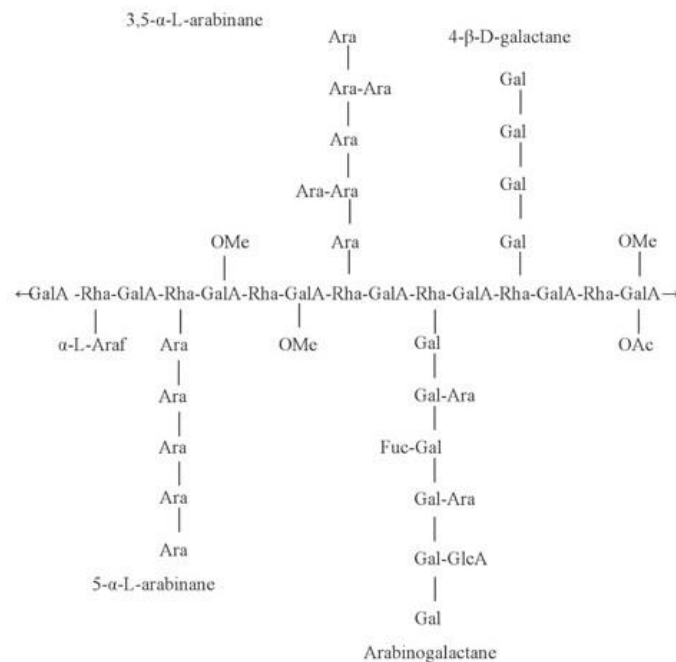 3,5-α-L-arabinane
Ara
4-β-D-galactane
Gal
Ara-Ara
Gal
Ara
Gal
Ara-Ara
OMe
Ara
Gal
OMe
←GalA -Rha-GalA-Rha-GalA-Rha-GalA-Rha-GalA-Rha-GalA-Rha-GalA-Rha-GalA→
α-L-Araf
Ara
OMe
Gal
OAc
Ara
Gal-Ara
Ara
Fuc-Gal
Ara
Gal-Ara
Ara
Gal-GlcA
5-α-L-arabinane
Gal
Arabinogalactane